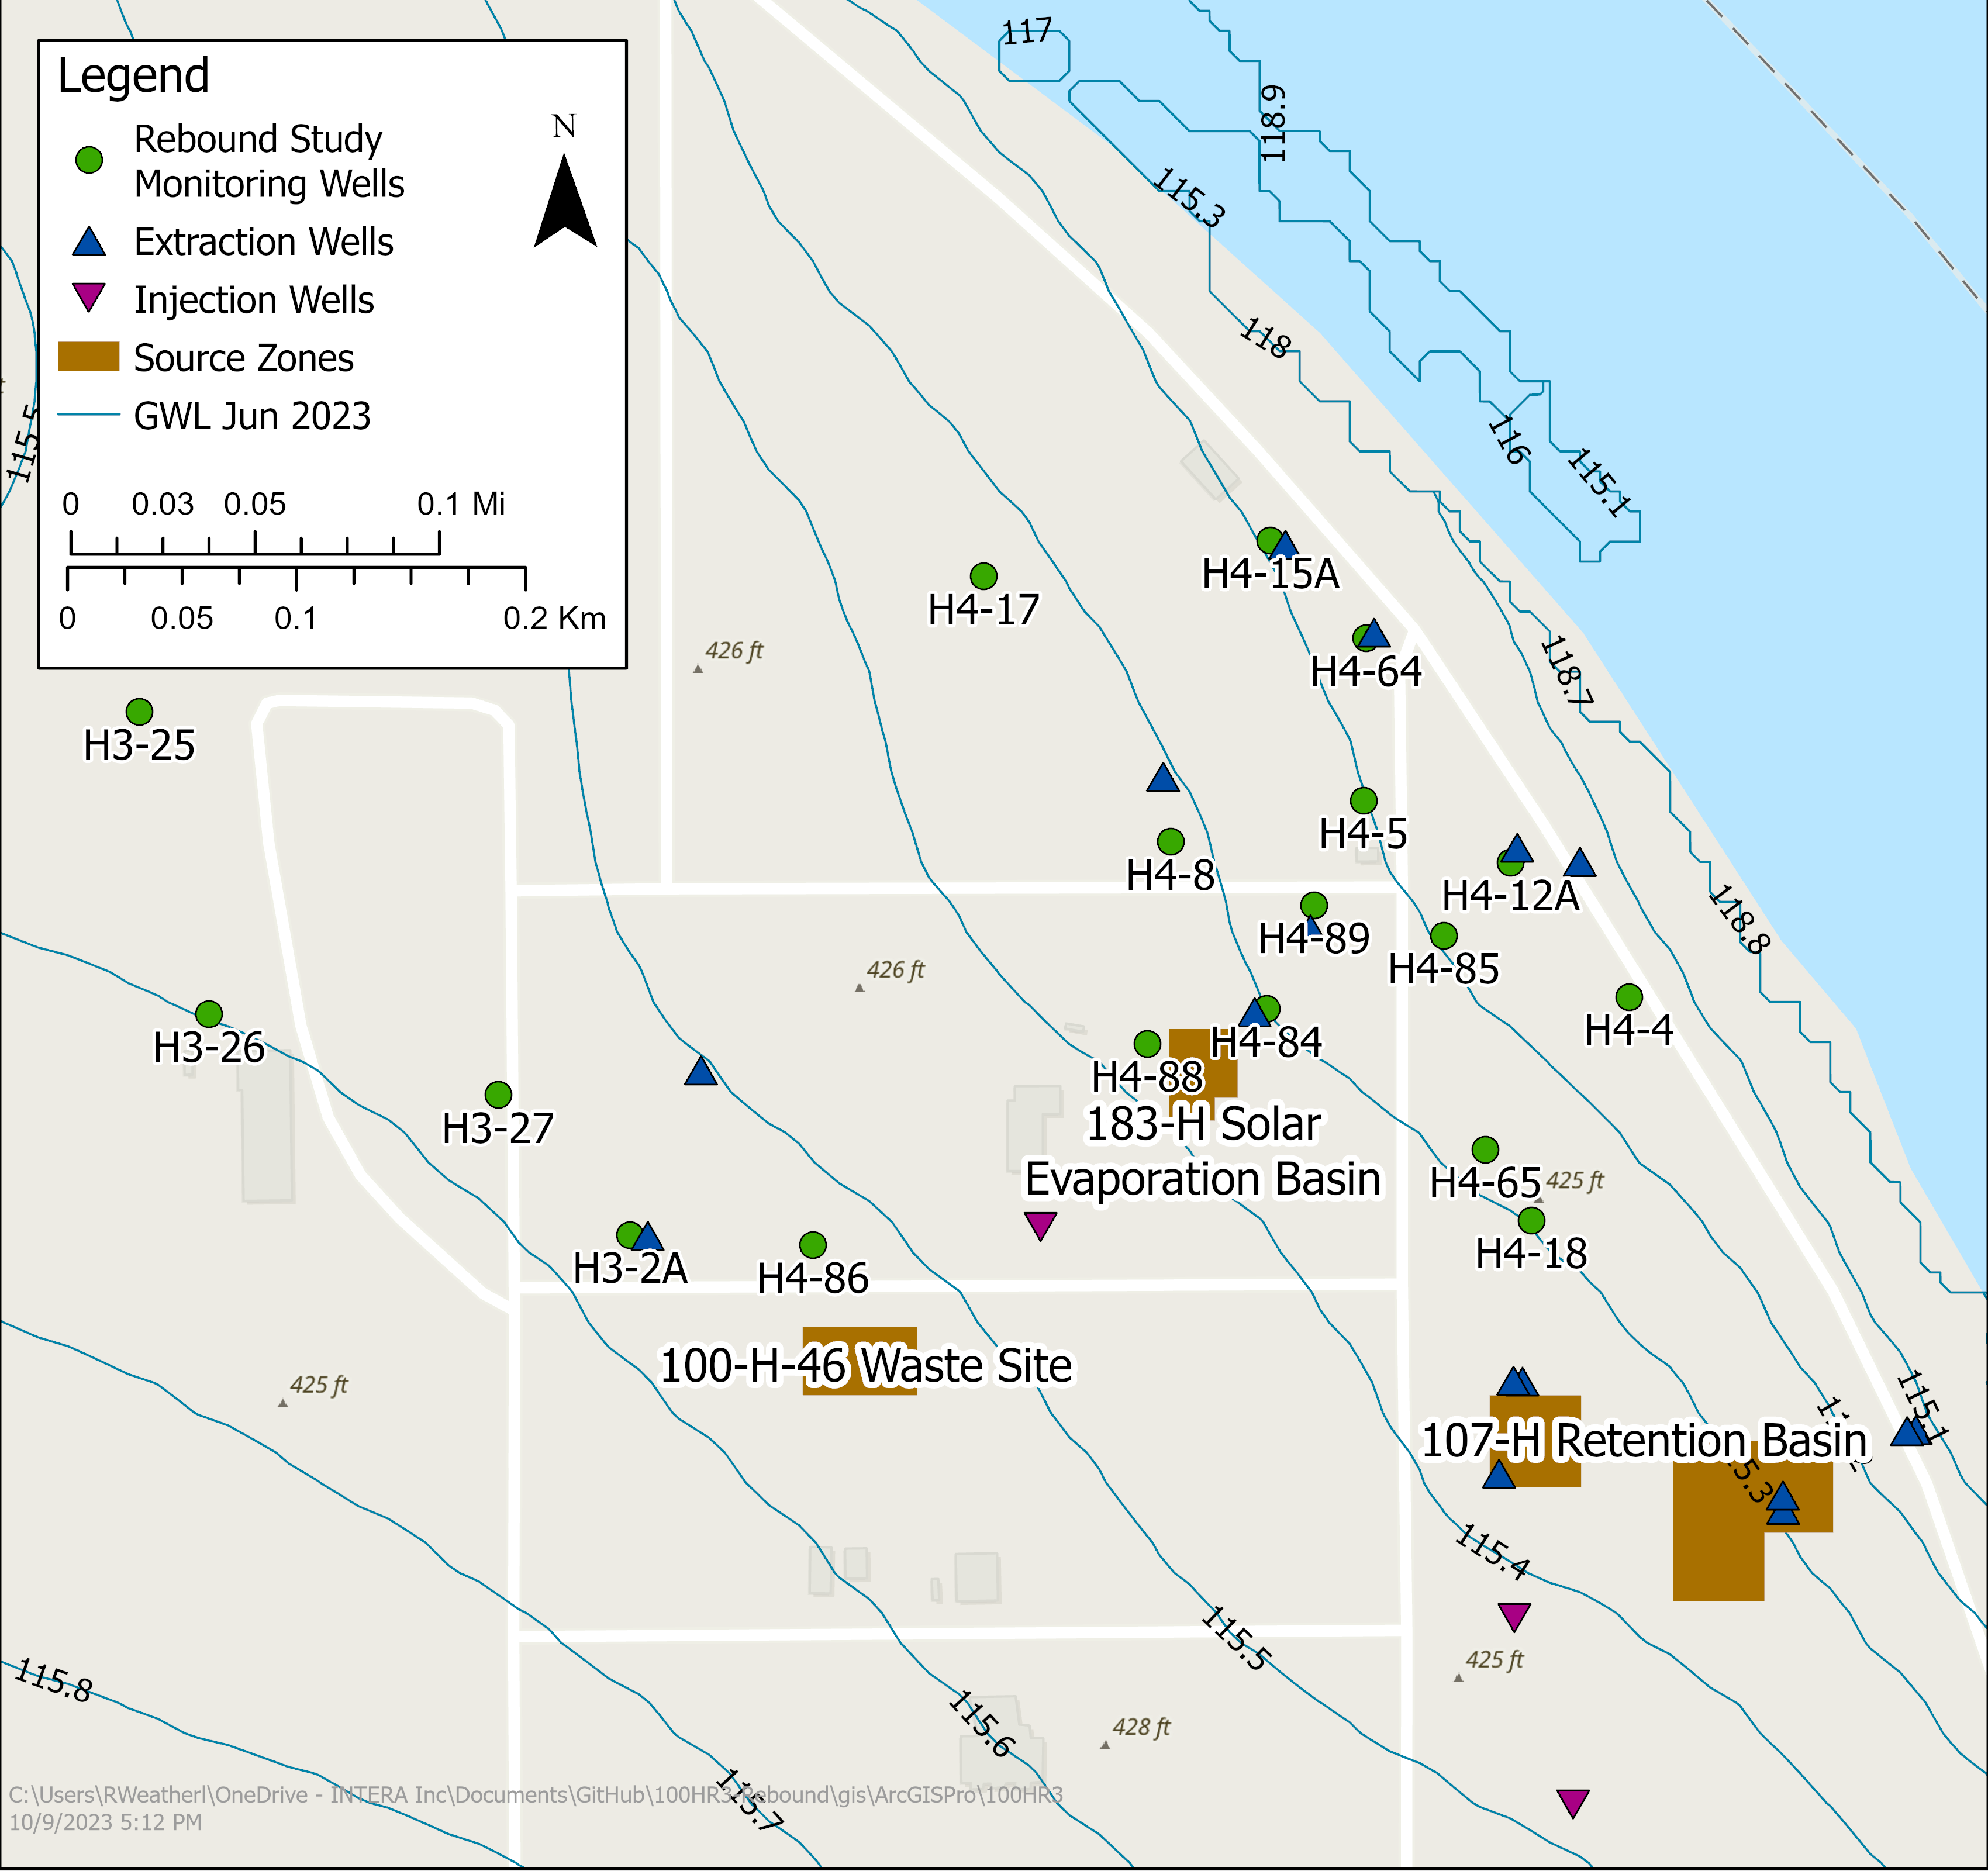 Legend
Rebound Study
Monitoring Wells
Extraction Wells
Injection Wells
Source Zones
GWL Jun 2023
N
0 0.03 0.05 0.1 Mi
0 0.05 0.1 0.2 Km
117
118.9
115.3
118
116
115.1
115.5
H4-15A
H4-17
H4-64
426 ft
118.7
H3-25
H4-5
H4-8
H4-12A
118.8
H4-89
H4-85
426 ft
H4-4
H3-26
H4-84
H4-88
H3-27
183-H Solar
Evaporation Basin
H4-65
425 ft
H4-18
H3-2A
H4-86
100-H-46 Waste Site
425 ft
115.1
107-H Retention Basin
5.3
115.4
115.5
425 ft
115.8
115.6
428 ft
115.7
C:\Users\RWeatherl\OneDrive - INTERA Inc\Documents\GitHub\100HR3-Rebound\gis\ArcGISPro\100HR3
10/9/2023 5:12 PM